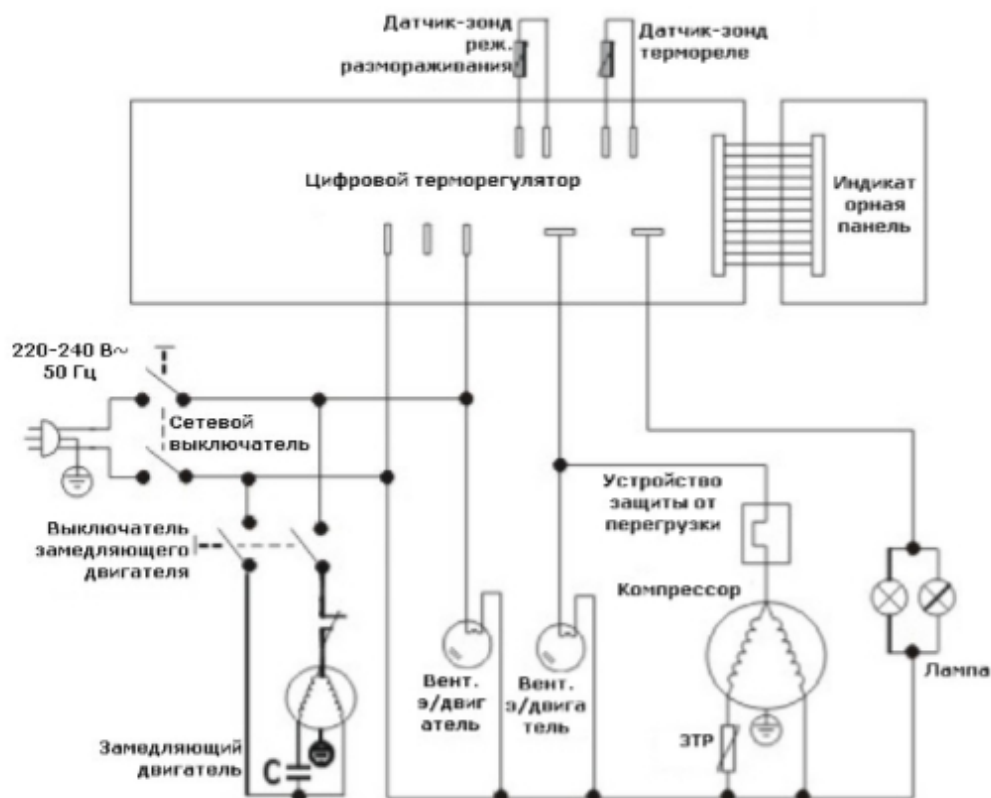 Датчик-зонд
реж.
размораживания
Датчик-зонд
термореле
Цифровой терморегулятор
Индикат
орная
панель
220-240 В~
50 Гц
Сетевой
выключатель
Выключатель
замедляющего
двигателя
Устройство
защиты от
перегрузки
Компрессор
Вент.
э/двиг
атель
Вент.
э/двига
тель
Лампа
ЗТР
Замедляющий
двигатель
C